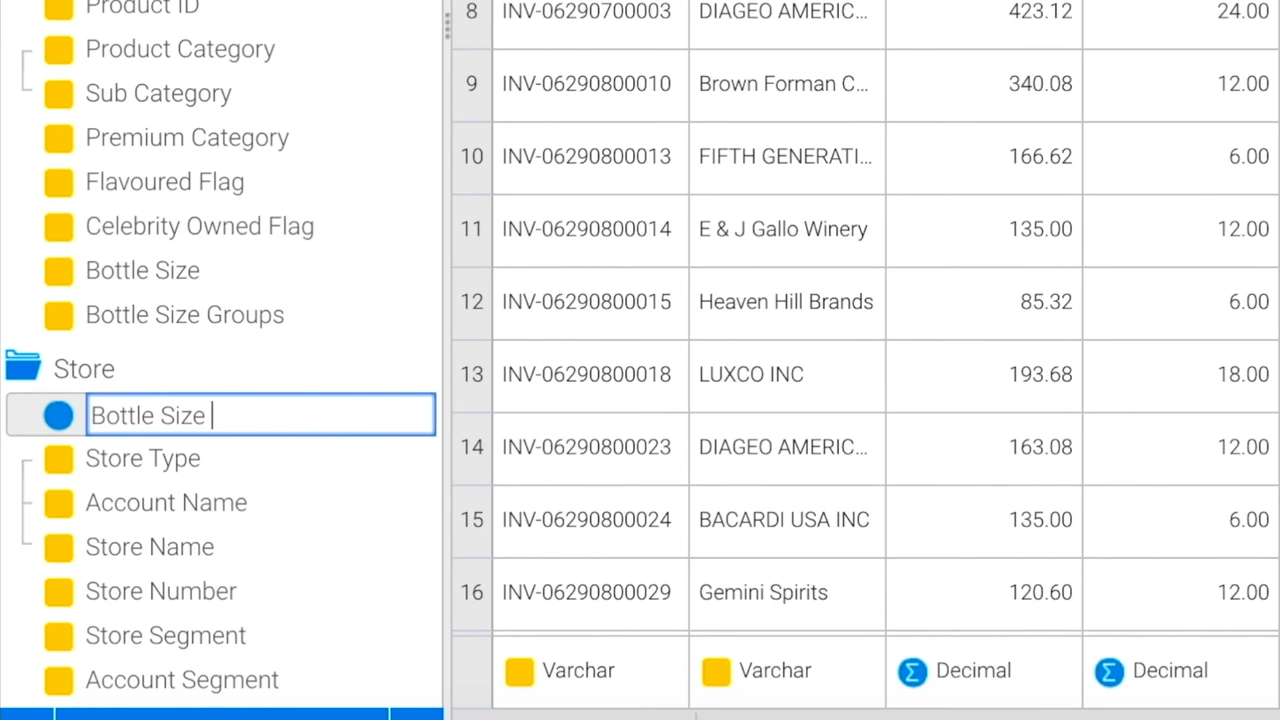 Product ID
Product Category
Sub Category
Premium Category
Flavoured Flag
Celebrity Owned Flag
Bottle Size
Bottle Size Groups
Store
Bottle Size
Store Type
Account Name
Store Name
Store Number
Store Segment
Account Segment
8 INV-06290700003 DIAGEO AMERIC... 423.12 24.00
9 INV-06290800010 Brown Forman C... 340.08 12.00
10 INV-06290800013 FIFTH GENERATI... 166.62 6.00
11 INV-06290800014 E & J Gallo Winery 135.00 12.00
12 INV-06290800015 Heaven Hill Brands 85.32 6.00
13 INV-06290800018 LUXCO INC 193.68 18.00
14 INV-06290800023 DIAGEO AMERIC... 163.08 12.00
15 INV-06290800024 BACARDI USA INC 135.00 6.00
16 INV-06290800029 Gemini Spirits 120.60 12.00
Varchar Varchar Σ Decimal Σ Decimal